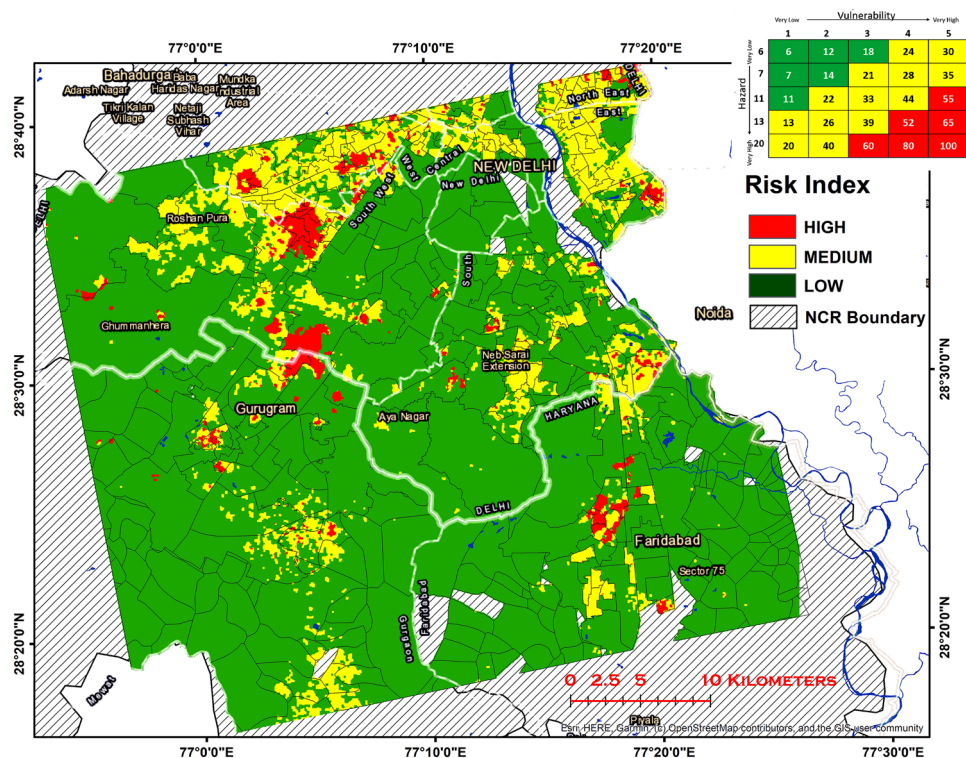 77°0'0"E 77°10'0"E 77°20'0"E
Vulnerability
Very Low Very High
1 2 3 4 5
Hazard
Very Low
Very High
6 6 12 18 24 30
7 7 14 21 28 35
11 11 22 33 44 55
13 13 26 39 52 65
20 20 40 60 80 100
Risk Index
HIGH
MEDIUM
LOW
NCR Boundary
28°40'0"N
28°30'0"N
28°20'0"N
28°30'0"N
28°20'0"N
Bahadurga
Baba
Haridas Nagar
Mundka
Industrial
Area
Adarsh Nagar
Tikri Kalan
Village
Netaji
Subhash
Vihar
DELHI
North East
East
West
Central
NEW DELHI
New Delhi
South West
ELHI
Roshan Pura
South
Noida
Ghummanhera
Neb Sarai
Extension
Gurugram
Aya Nagar
HARYANA
DELHI
Faridabad
Sector 75
Faridabad
Gurgaon
Mewat
0 2.5 5 10 KILOMETERS
Piyala
Esri, HERE, Garmin, (c) OpenStreetMap contributors, and the GIS user community
77°0'0"E 77°10'0"E 77°20'0"E 77°30'0"E